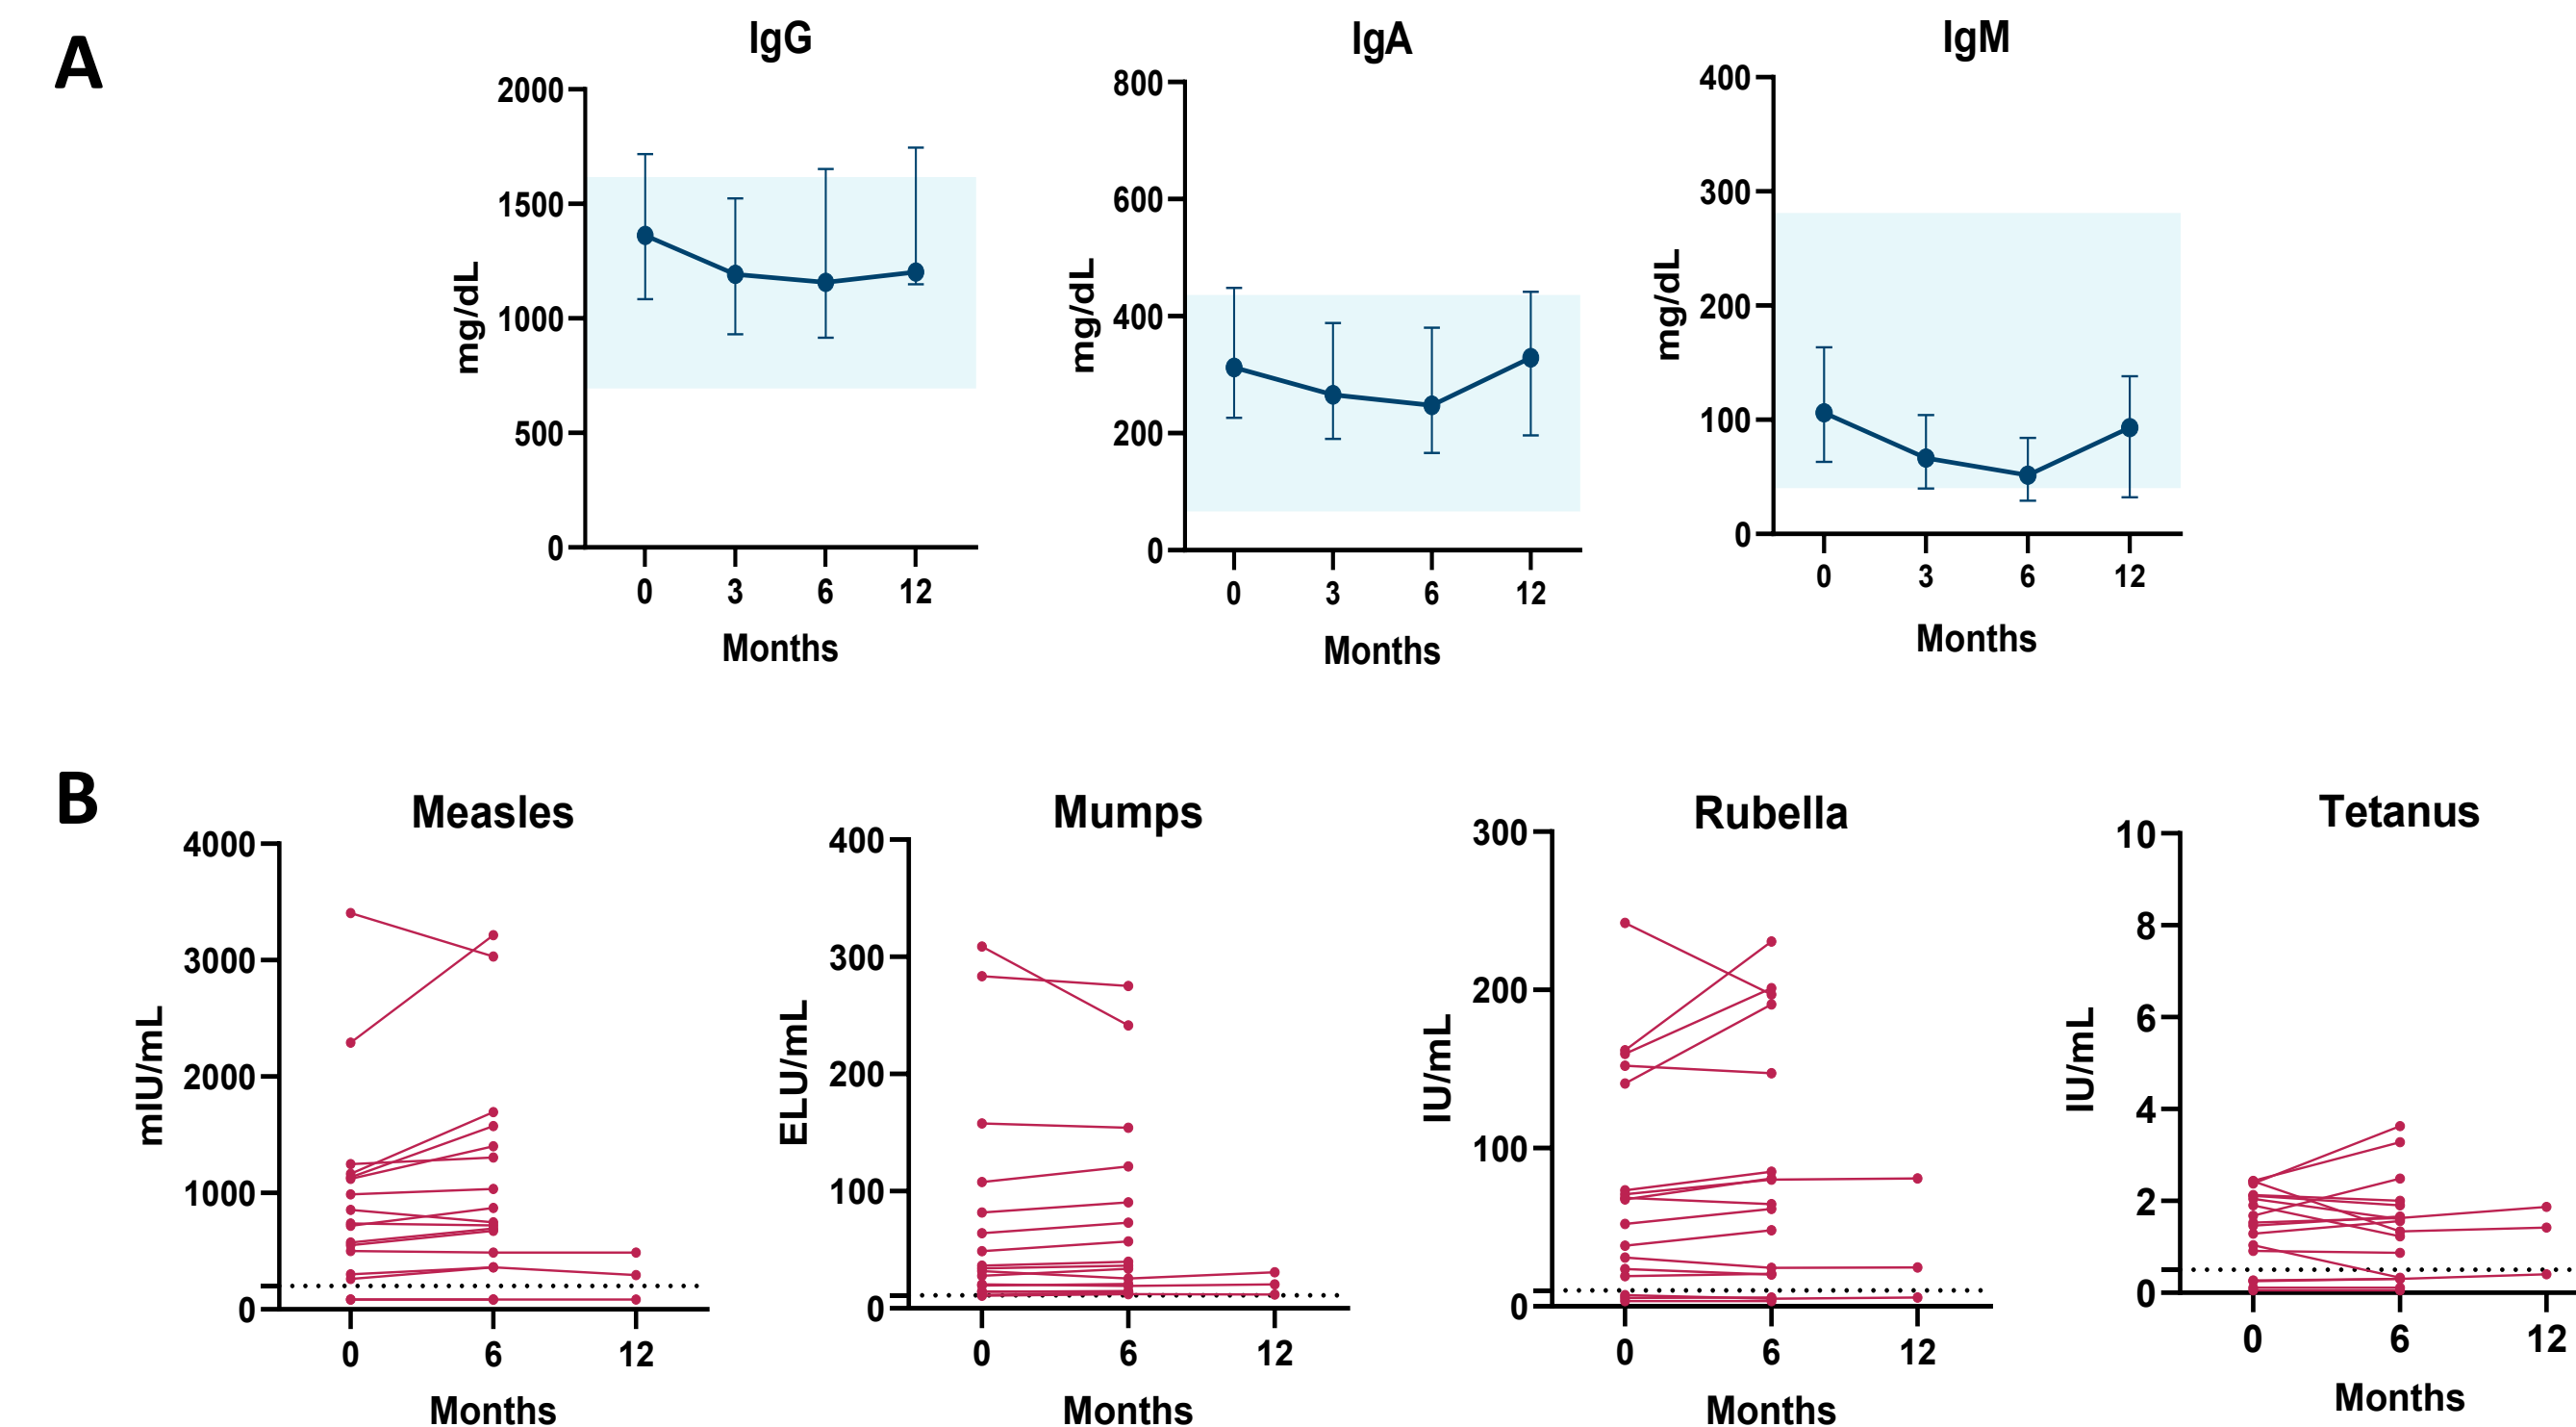 A
IgG
IgA
IgM
2000
1500
1000
500
0
mg/dL
0 3 6 12
Months
800
600
400
200
0
mg/dL
0 3 6 12
Months
400
300
200
100
0
mg/dL
0 3 6 12
Months
B
Measles
Mumps
Rubella
Tetanus
4000
3000
2000
1000
0
mIU/mL
0 6 12
Months
400
300
200
100
0
ELU/mL
0 6 12
Months
300
200
100
0
IU/mL
0 6 12
Months
10
8
6
4
2
0
IU/mL
0 6 12
Months